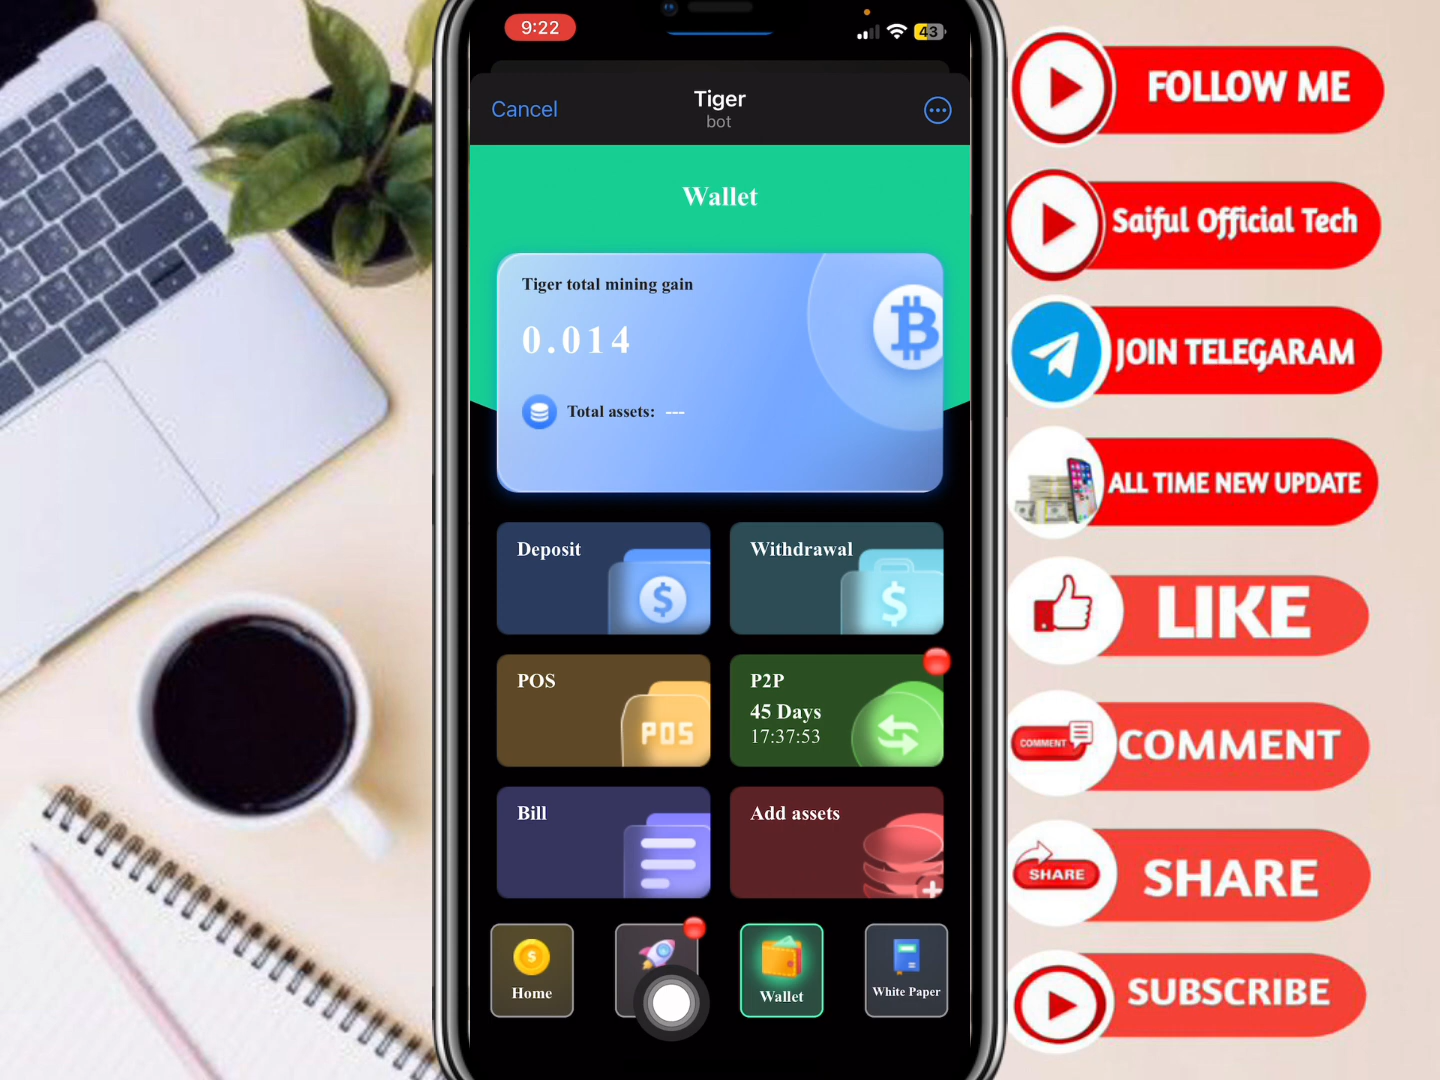 9:22
43
Cancel
Tiger
bot
Wallet
Tiger total mining gain
0.014
Total assets: ---
Deposit
Withdrawal
POS
POS
P2P
45 Days
17:37:53
Bill
Add assets
Home
Wallet
White Paper
FOLLOW ME
Saiful Official Tech
JOIN TELEGARAM
ALL TIME NEW UPDATE
LIKE
COMMENT
COMMENT
SHARE
SHARE
SUBSCRIBE